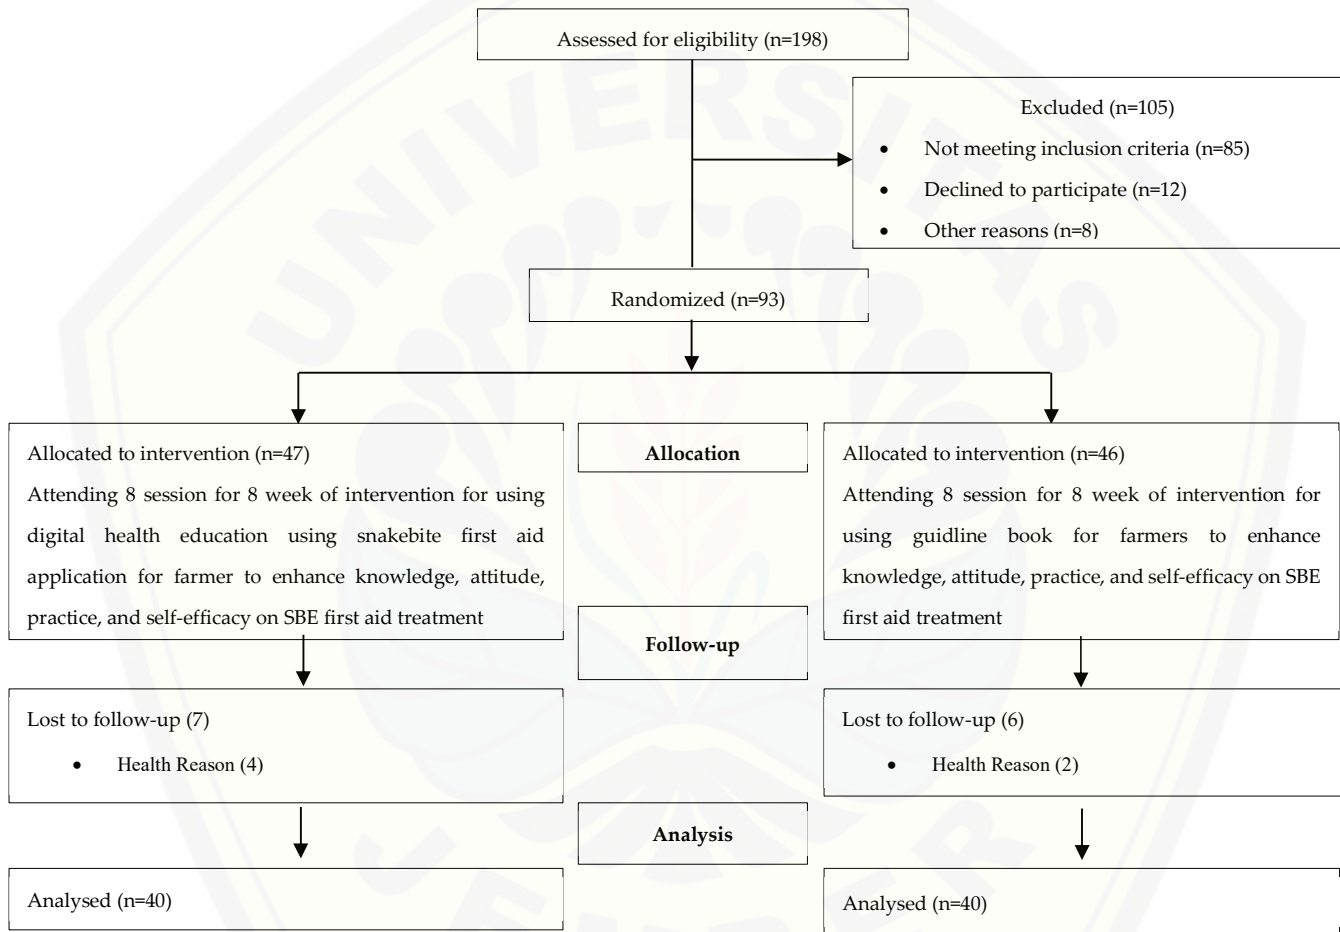 Assessed for eligibility (n=198)
Excluded (n=105)
• Not meeting inclusion criteria (n=85)
• Declined to participate (n=12)
• Other reasons (n=8)
Randomized (n=93)
Allocated to intervention (n=47)
Attending 8 session for 8 week of intervention for using
digital health education using snakebite first aid
application for farmer to enhance knowledge, attitude,
practice, and self-efficacy on SBE first aid treatment
Allocation
Allocated to intervention (n=46)
Attending 8 session for 8 week of intervention for
using guidline book for farmers to enhance
knowledge, attitude, practice, and self-efficacy on SBE
first aid treatment
Follow-up
Lost to follow-up (7)
• Health Reason (4)
Lost to follow-up (6)
• Health Reason (2)
Analysis
Analysed (n=40)
Analysed (n=40)
UNIVERSITAS